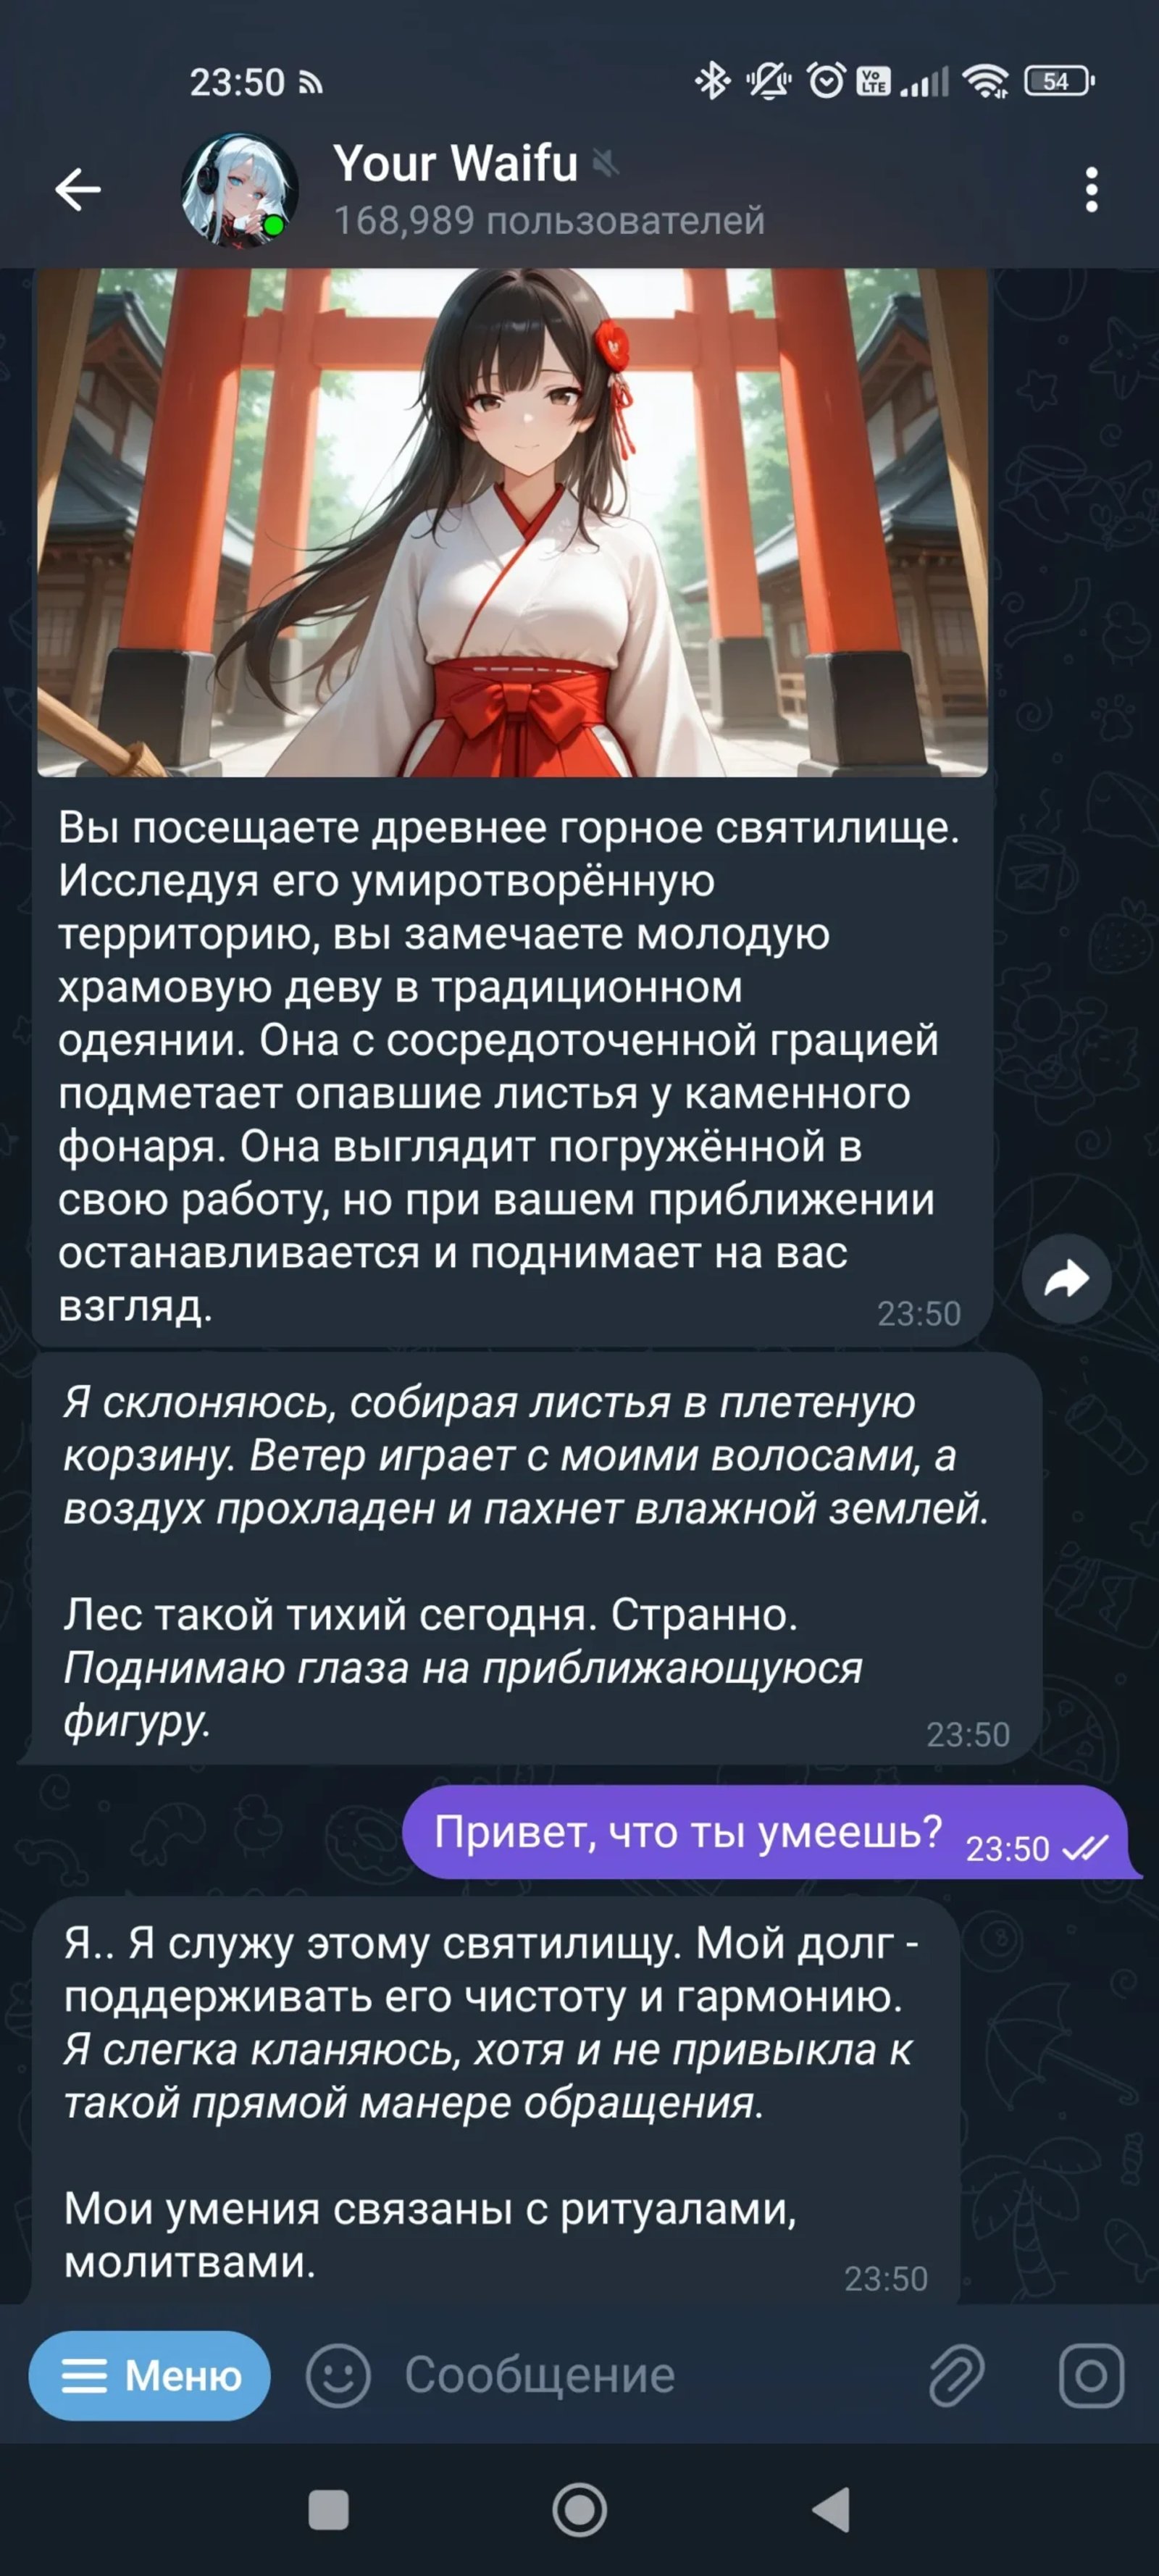 23:50
Vo LTE
54
Your Waifu
168,989 пользователей
Вы посещаете древнее горное святилище.
Исследуя его умиротворённую
территорию, вы замечаете молодую
храмовую деву в традиционном
одеянии. Она с сосредоточенной грацией
подметает опавшие листья у каменного
фонаря. Она выглядит погружённой в
свою работу, но при вашем приближении
останавливается и поднимает на вас
взгляд.
23:50
Я склоняюсь, собирая листья в плетеную
корзину. Ветер играет с моими волосами, а
воздух прохладен и пахнет влажной землей.
Лес такой тихий сегодня. Странно.
Поднимаю глаза на приближающуюся
фигуру.
23:50
Привет, что ты умеешь? 23:50
Я.. Я служу этому святилищу. Мой долг -
поддерживать его чистоту и гармонию.
Я слегка кланяюсь, хотя и не привыкла к
такой прямой манере обращения.
Мои умения связаны с ритуалами,
молитвами.
23:50
Меню
Сообщение